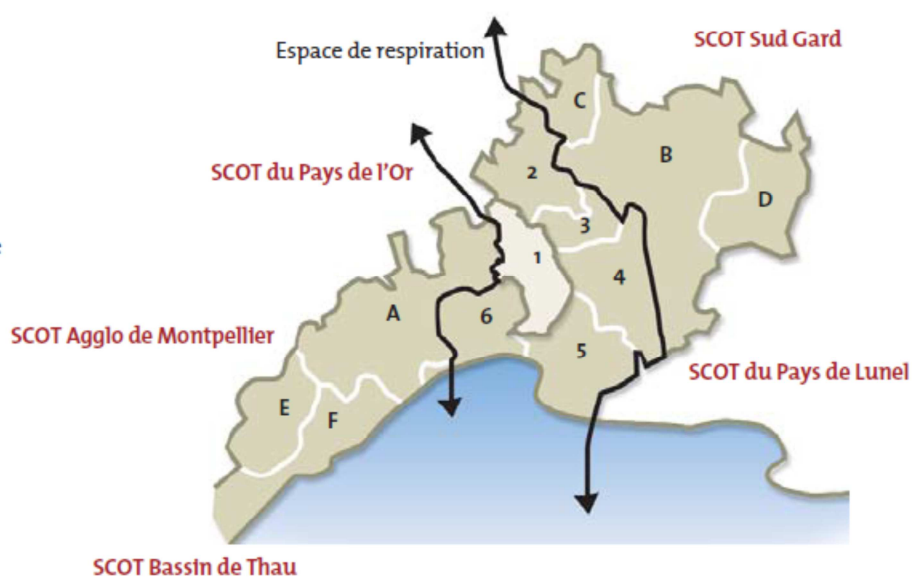 SCOT Sud Gard
Espace de respiration
C
B
SCOT du Pays de l'Or
2
D
3
1
4
A
6
SCOT Agglo de Montpellier
5
SCOT du Pays de Lunel
E
F
SCOT Bassin de Thau